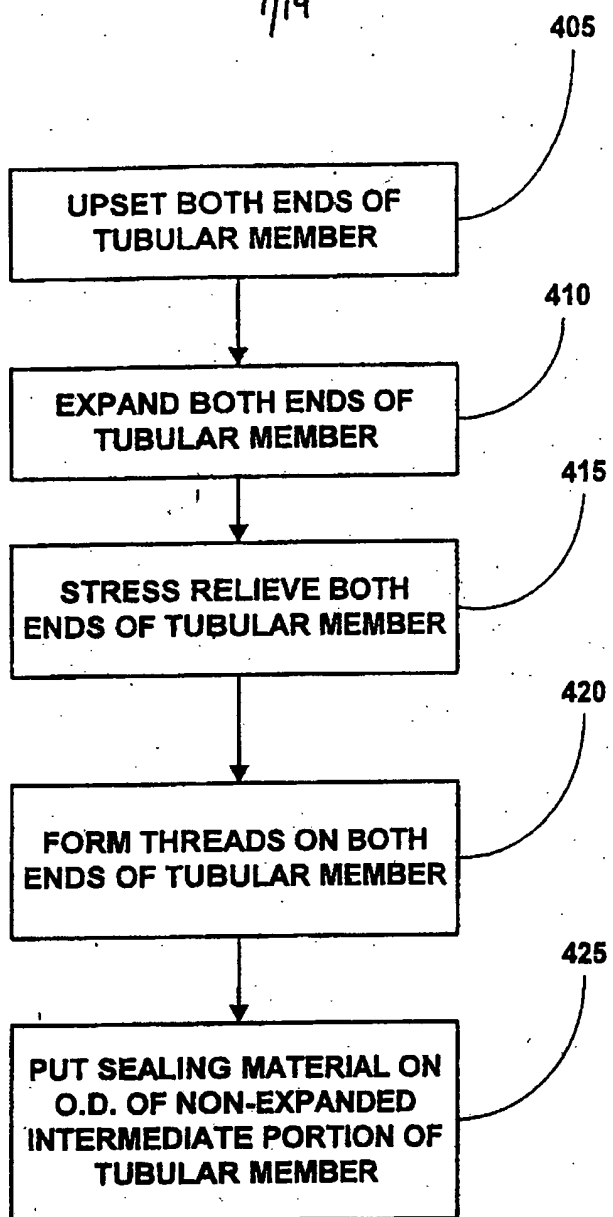 7/19
405
UPSET BOTH ENDS OF
TUBULAR MEMBER
410
EXPAND BOTH ENDS OF
TUBULAR MEMBER
415
STRESS RELIEVE BOTH
ENDS OF TUBULAR MEMBER
420
FORM THREADS ON BOTH
ENDS OF TUBULAR MEMBER
425
PUT SEALING MATERIAL ON
O.D. OF NON-EXPANDED
INTERMEDIATE PORTION OF
TUBULAR MEMBER